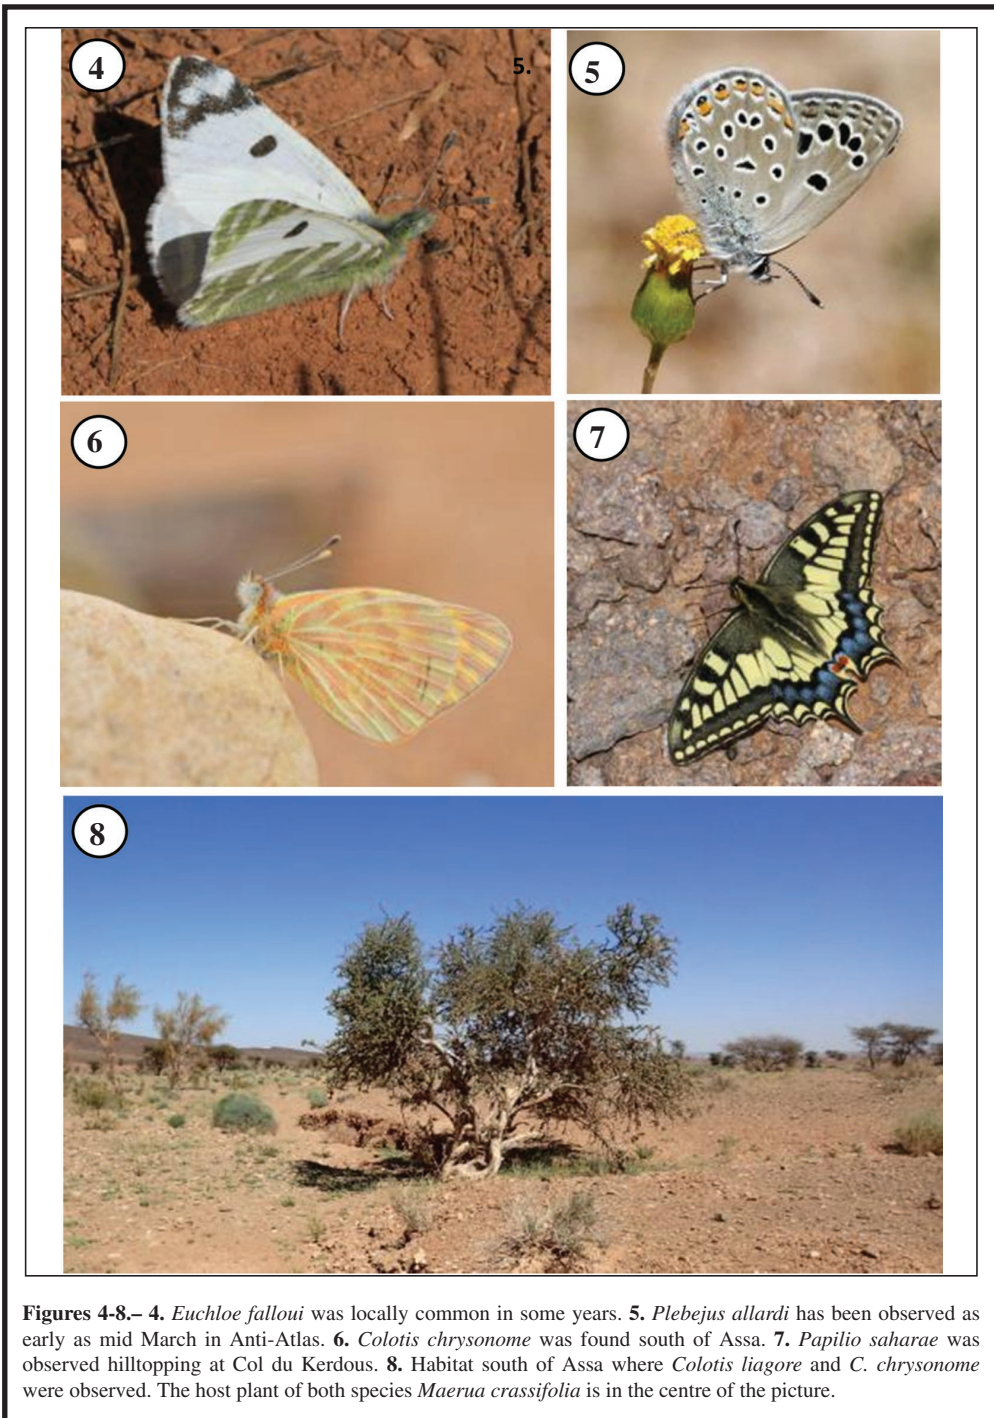 4
5.
5
6
7
8
Figures 4-8.– 4. Euchloe falloui was locally common in some years. 5. Plebejus allardi has been observed as
early as mid March in Anti-Atlas. 6. Colotis chrysonome was found south of Assa. 7. Papilio saharae was
observed hilltopping at Col du Kerdous. 8. Habitat south of Assa where Colotis liagore and C. chrysonome
were observed. The host plant of both species Maerua crassifolia is in the centre of the picture.